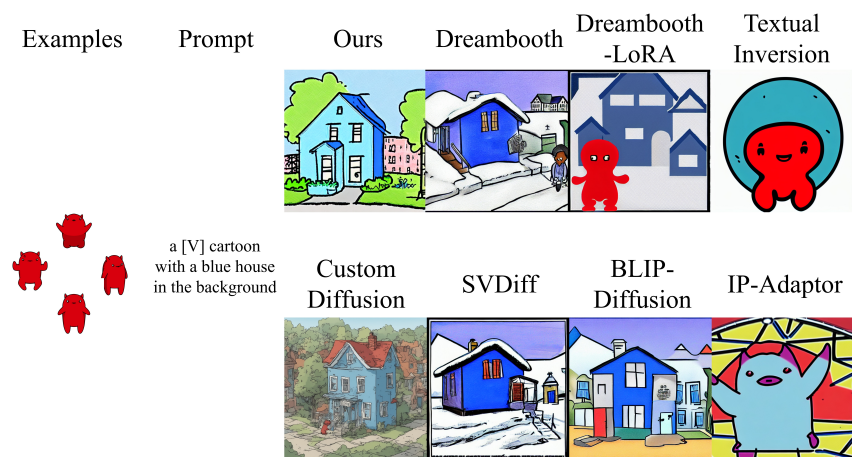 Examples
Prompt
Ours
Dreambooth
Dreambooth
-LoRA
Textual
Inversion
a [V] cartoon
with a blue house
in the background
Custom
Diffusion
SVDiff
BLIP-
Diffusion
IP-Adaptor